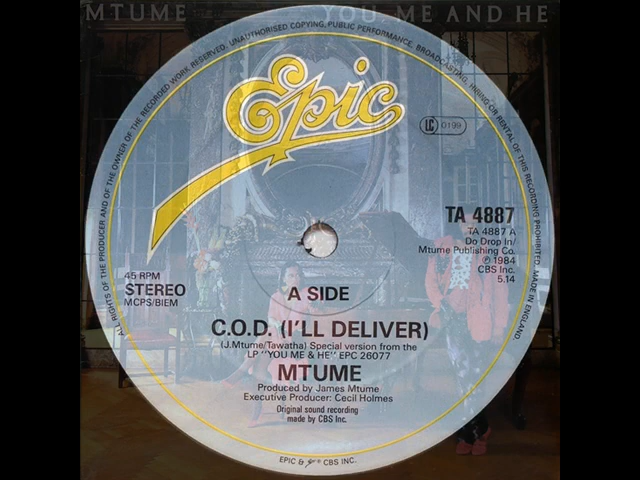 MTUME
YOU, ME AND HE
ALL RIGHTS OF THE PRODUCER AND OF THE OWNER OF THE RECORDED WORK RESERVED. UNAUTHORISED COPYING, PUBLIC PERFORMANCE, BROADCASTING, HIRING OR RENTAL OF THIS RECORDING PROHIBITED. MADE IN ENGLAND.
Epic
LC 0199
TA 4887
TA 4887 A
Do Drop In/
Mtume Publishing Co.
℗ 1984
CBS Inc.
5.14
45 RPM
STEREO
MCPS/BIEM
A SIDE
C.O.D. (I'LL DELIVER)
(J.Mtume/Tawatha) Special version from the
LP "YOU ME & HE" EPC 26077
MTUME
Produced by James Mtume
Executive Producer: Cecil Holmes
Original sound recording
made by CBS Inc.
EPIC & ® CBS INC.